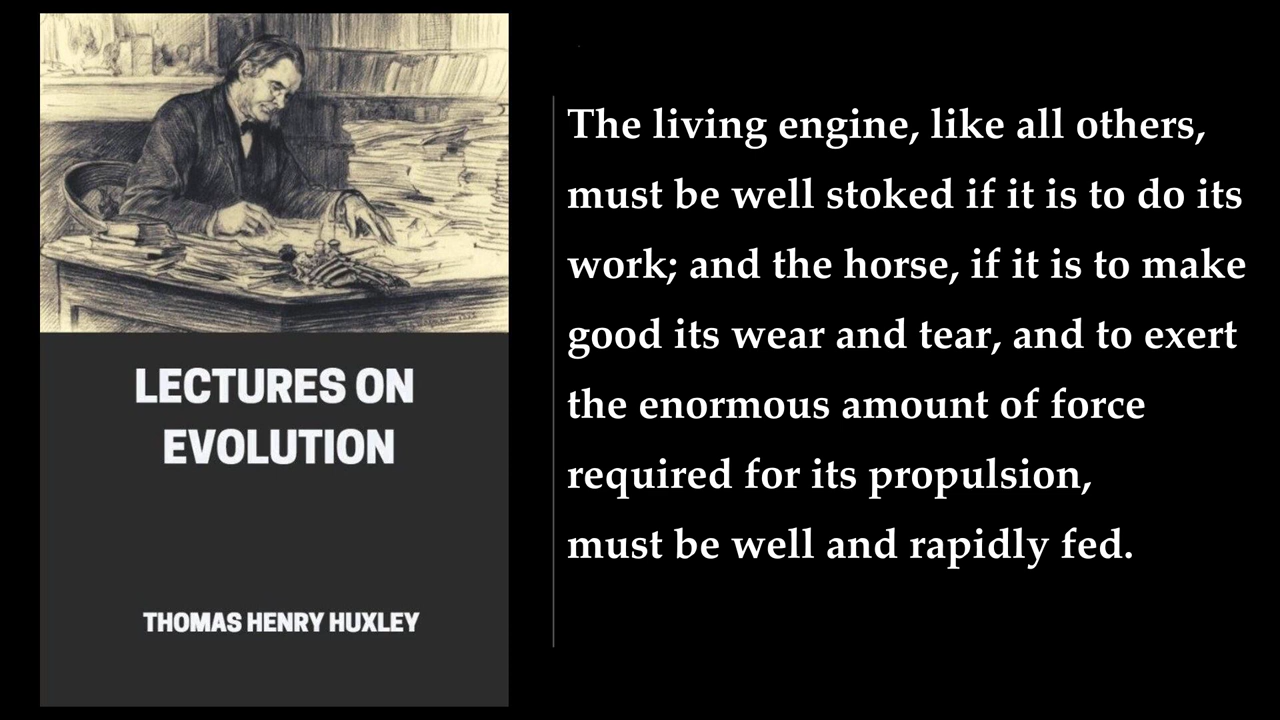 LECTURES ON
EVOLUTION
THOMAS HENRY HUXLEY
The living engine, like all others,
must be well stoked if it is to do its
work; and the horse, if it is to make
good its wear and tear, and to exert
the enormous amount of force
required for its propulsion,
must be well and rapidly fed.